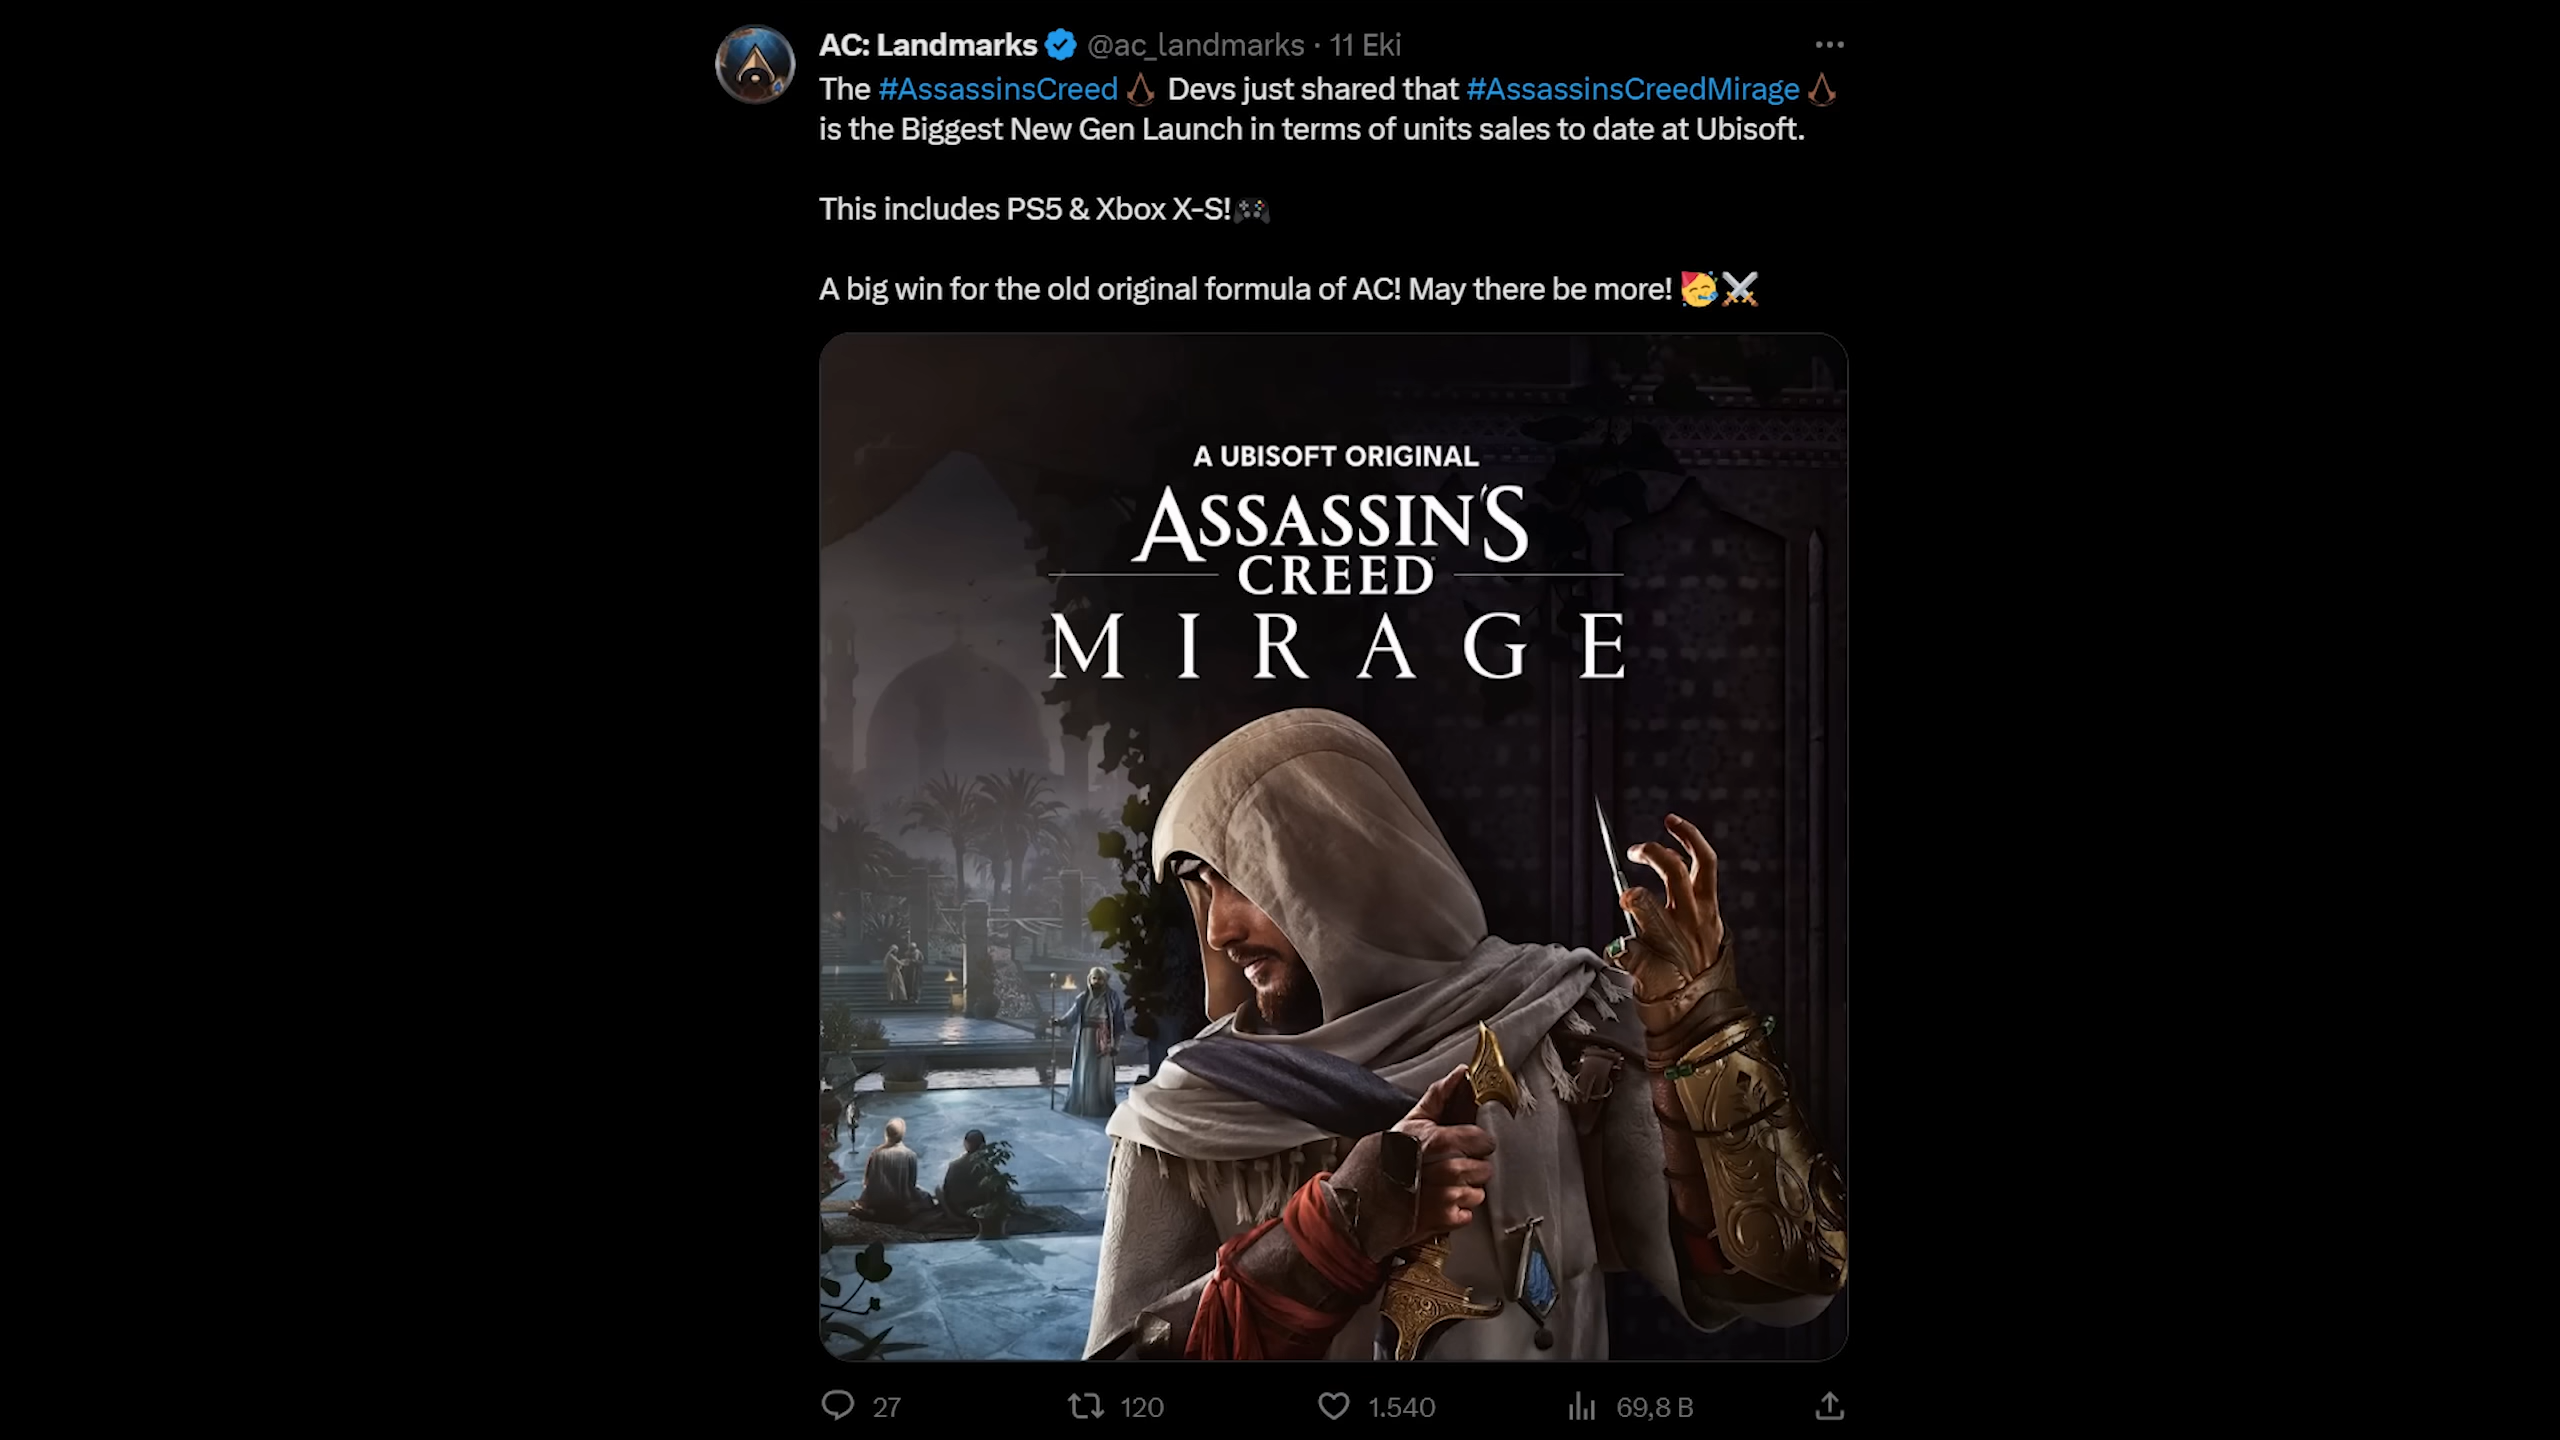 AC: Landmarks @ac_landmarks · 11 Eki
The #AssassinsCreed Devs just shared that #AssassinsCreedMirage
is the Biggest New Gen Launch in terms of units sales to date at Ubisoft.
This includes PS5 & Xbox X-S!🎮
A big win for the old original formula of AC! May there be more! 🥳⚔️
A UBISOFT ORIGINAL
ASSASSIN'S
CREED
MIRAGE
27 120 1.540 69,8 B